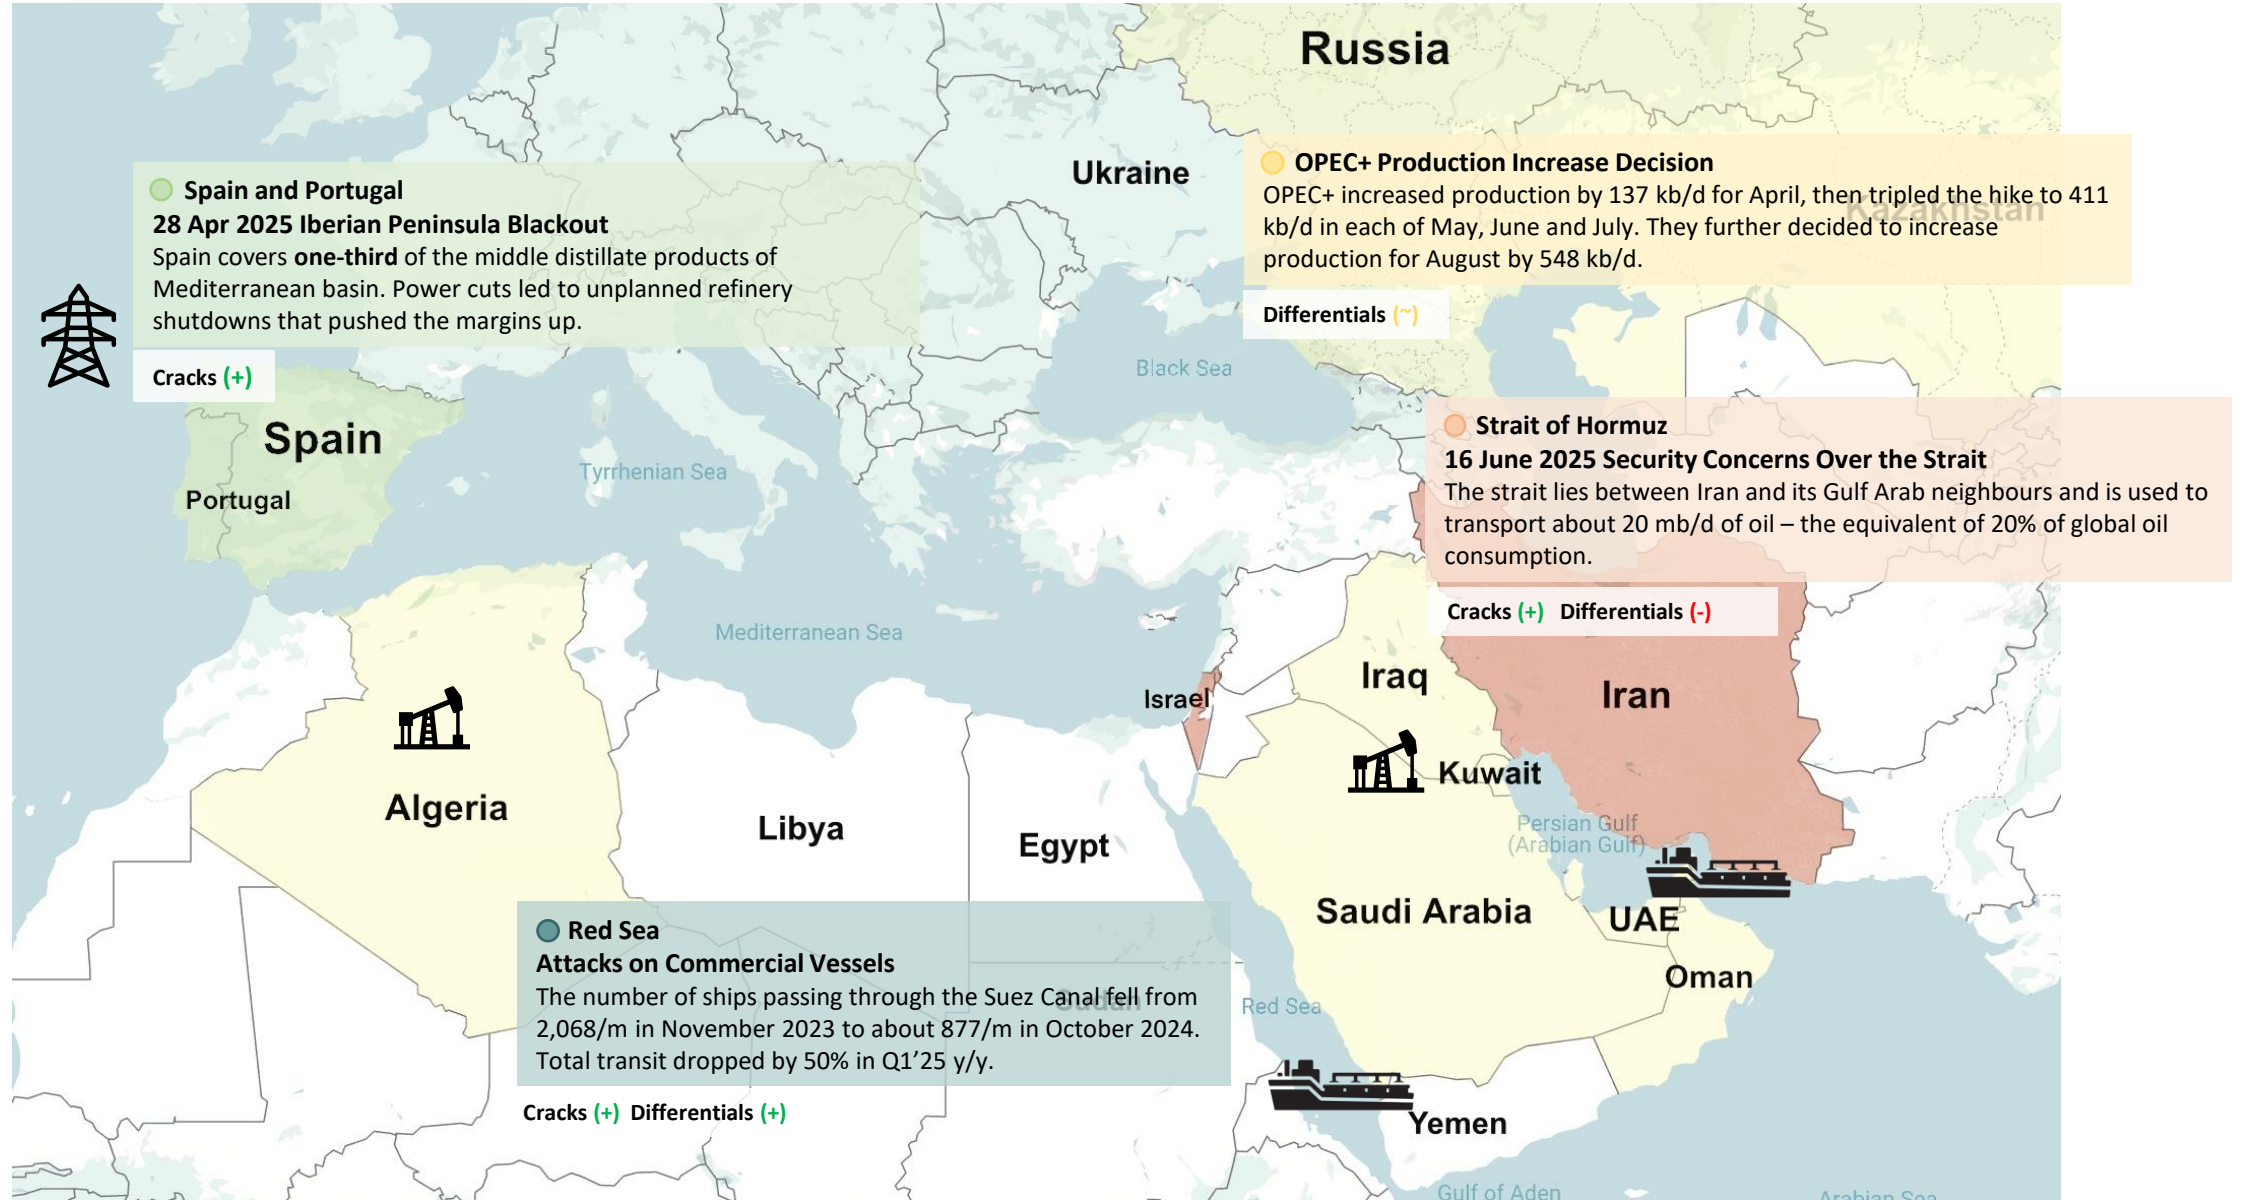 Russia
Ukraine
Kazakhstan
Spain and Portugal
28 Apr 2025 Iberian Peninsula Blackout
Spain covers one-third of the middle distillate products of
Mediterranean basin. Power cuts led to unplanned refinery
shutdowns that pushed the margins up.
Cracks (+)
OPEC+ Production Increase Decision
OPEC+ increased production by 137 kb/d for April, then tripled the hike to 411
kb/d in each of May, June and July. They further decided to increase
production for August by 548 kb/d.
Differentials (~)
Black Sea
Strait of Hormuz
16 June 2025 Security Concerns Over the Strait
The strait lies between Iran and its Gulf Arab neighbours and is used to
transport about 20 mb/d of oil – the equivalent of 20% of global oil
consumption.
Cracks (+) Differentials (-)
Spain
Portugal
Tyrrhenian Sea
Mediterranean Sea
Israel
Iraq
Iran
Kuwait
Algeria
Libya
Egypt
Persian Gulf
(Arabian Gulf)
Saudi Arabia
UAE
Oman
Red Sea
Attacks on Commercial Vessels
The number of ships passing through the Suez Canal fell from
2,068/m in November 2023 to about 877/m in October 2024.
Total transit dropped by 50% in Q1’25 y/y.
Cracks (+) Differentials (+)
Sudan
Red Sea
Yemen
Gulf of Aden
Arabian Sea